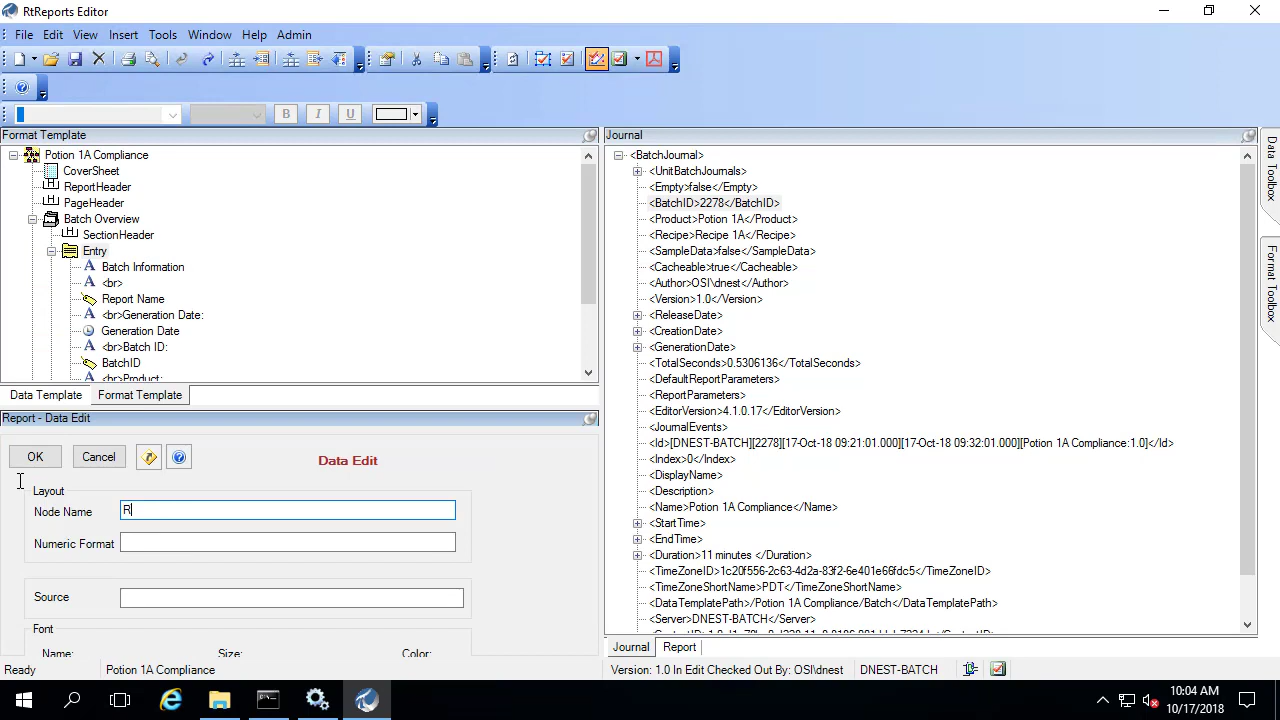 RtReports Editor
File Edit View Insert Tools Window Help Admin
B I U
Format Template
Potion 1A Compliance
CoverSheet
ReportHeader
PageHeader
Batch Overview
SectionHeader
Entry
Batch Information
<br>
Report Name
<br>Generation Date:
Generation Date
<br>Batch ID:
BatchID
<br>Product:
Data Template Format Template
Report - Data Edit
OK Cancel Data Edit
Layout
Node Name R
Numeric Format
Source
Font
Name: Size: Color:
Journal
<BatchJournal>
<UnitBatchJournals>
<Empty>false</Empty>
<BatchID>2278</BatchID>
<Product>Potion 1A</Product>
<Recipe>Recipe 1A</Recipe>
<SampleData>false</SampleData>
<Cacheable>true</Cacheable>
<Author>OSI\dnest</Author>
<Version>1.0</Version>
<ReleaseDate>
<CreationDate>
<GenerationDate>
<TotalSeconds>0.5306136</TotalSeconds>
<DefaultReportParameters>
<ReportParameters>
<EditorVersion>4.1.0.17</EditorVersion>
<JournalEvents>
<Id>[DNEST-BATCH][2278][17-Oct-18 09:21:01.000][17-Oct-18 09:32:01.000][Potion 1A Compliance:1.0]</Id>
<Index>0</Index>
<DisplayName>
<Description>
<Name>Potion 1A Compliance</Name>
<StartTime>
<EndTime>
<Duration>11 minutes </Duration>
<TimeZoneID>1c20f556-2c63-4d2a-83f2-6e401e66fdc5</TimeZoneID>
<TimeZoneShortName>PDT</TimeZoneShortName>
<DataTemplatePath>/Potion 1A Compliance/Batch</DataTemplatePath>
<Server>DNEST-BATCH</Server>
Journal Report
Data Toolbox
Format Toolbox
Ready Potion 1A Compliance Version: 1.0 In Edit Checked Out By: OSI\dnest DNEST-BATCH
10:04 AM
10/17/2018